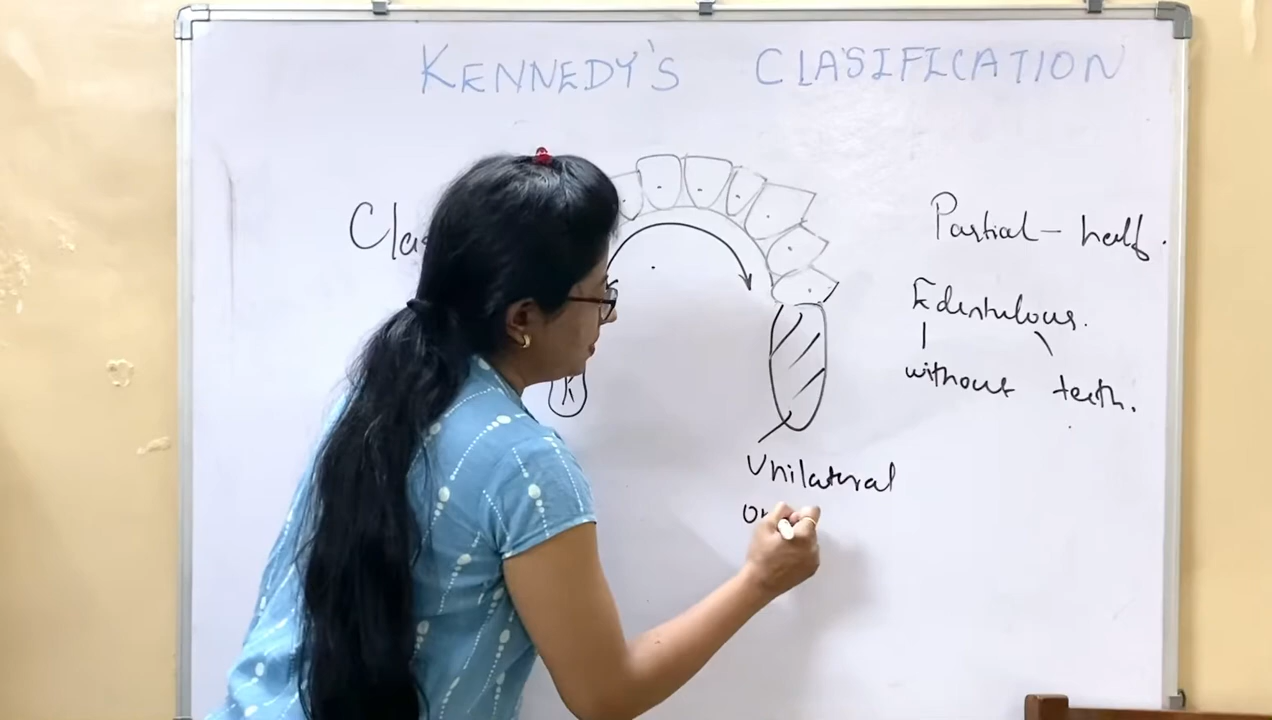 KENNEDY'S CLASIFICATION
Partial - half.
Edentulous.
without teeth.
Unilateral